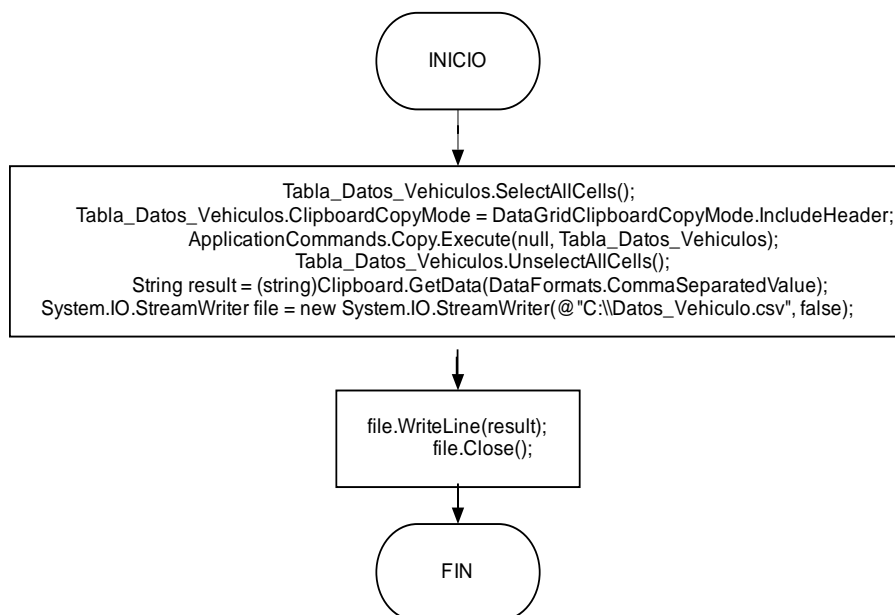 INICIO
Tabla_Datos_Vehiculos.SelectAllCells();
Tabla_Datos_Vehiculos.ClipboardCopyMode = DataGridClipboardCopyMode.IncludeHeader;
ApplicationCommands.Copy.Execute(null, Tabla_Datos_Vehiculos);
Tabla_Datos_Vehiculos.UnselectAllCells();
String result = (string)Clipboard.GetData(DataFormats.CommaSeparatedValue);
System.IO.StreamWriter file = new System.IO.StreamWriter(@"C:\\Datos_Vehiculo.csv", false);
file.WriteLine(result);
file.Close();
FIN